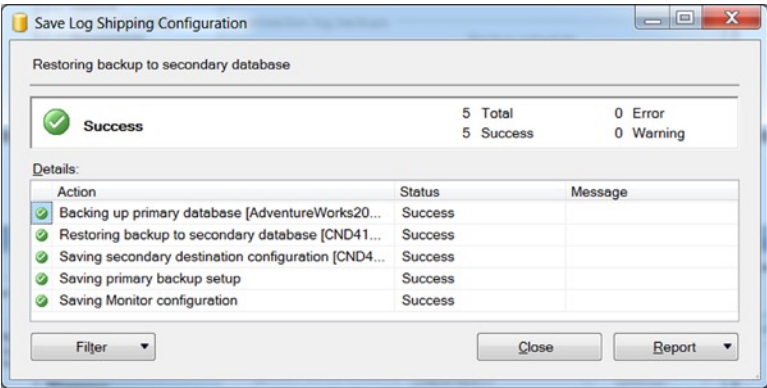 Save Log Shipping Configuration
Restoring backup to secondary database
Success
5 Total
0 Error
5 Success
0 Warning
Details:
Action Status Message
Backing up primary database [AdventureWorks20... Success
Restoring backup to secondary database [CND41... Success
Saving secondary destination configuration [CND4... Success
Saving primary backup setup Success
Saving Monitor configuration Success
Filter Close Report